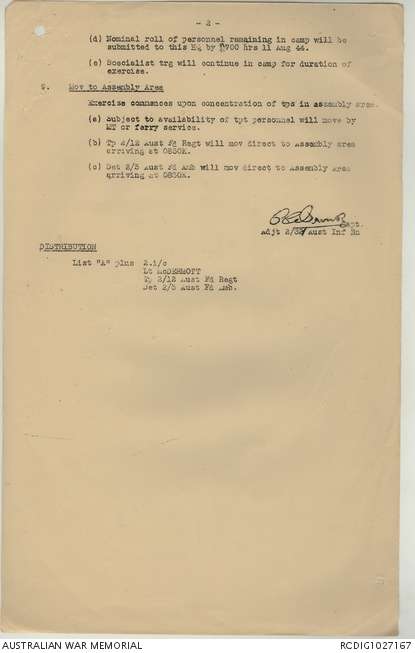 - 2 -
(d) Nominal roll of personnel remaining in camp will be
submitted to this HQ by 1700 hrs 11 Aug 44.
(e) Specialist trg will continue in camp for duration of
exercise.
Mov to Assembly Area
Exercise commences upon concentration of tps in assembly area.
(a) Subject to availability of tpt personnel will move by
MT or ferry service.
(b) Tp 2/12 Aust Fd Regt will mov direct to Assembly area
arriving at 0830K.
(c) Det 2/3 Aust Fd Amb will mov direct to Assembly Area
arriving at 0830K.
Capt.
Adjt 2/32 Aust Inf Bn
DISTRIBUTION
List "A" plus 2.i/c
Lt McDERMOTT
Tp 2/12 Aust Fd Regt
Det 2/3 Aust Fd Amb.
AUSTRALIAN WAR MEMORIAL
RCDIG1027167